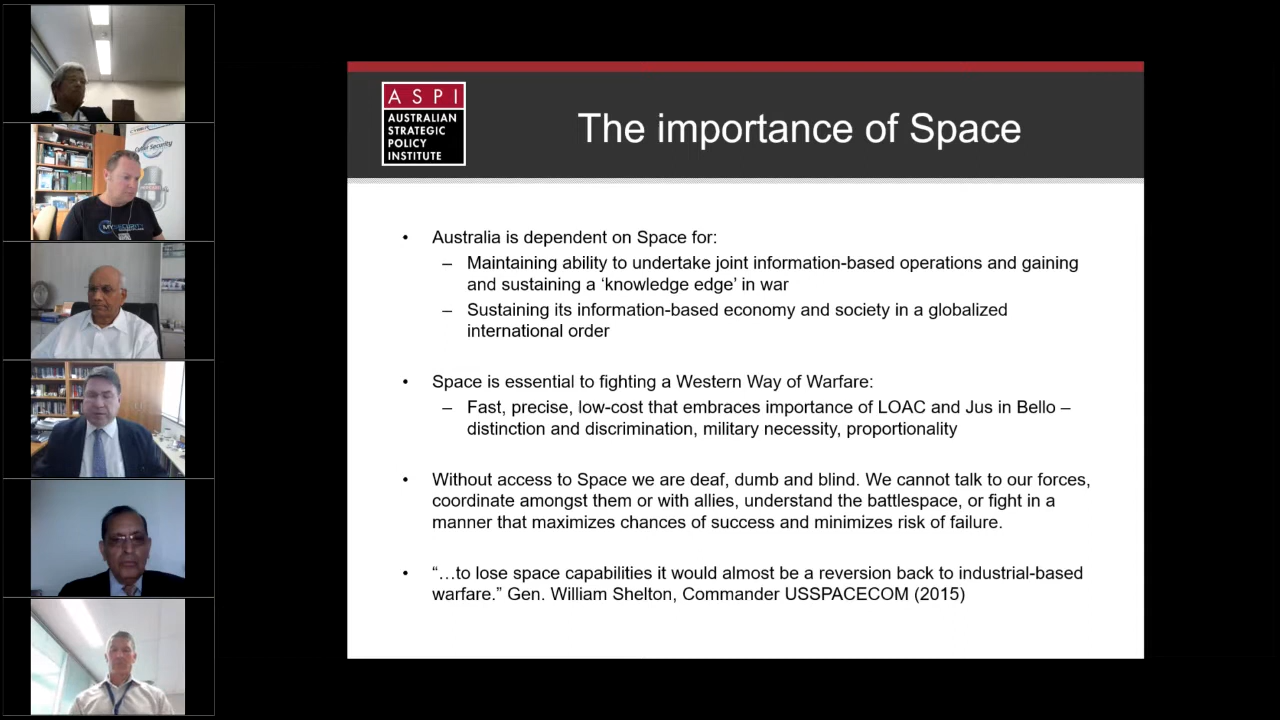 Cyber Security
MYSECURITY
ASPI
AUSTRALIAN
STRATEGIC
POLICY
INSTITUTE
The importance of Space
• Australia is dependent on Space for:
– Maintaining ability to undertake joint information-based operations and gaining
and sustaining a ‘knowledge edge’ in war
– Sustaining its information-based economy and society in a globalized
international order
• Space is essential to fighting a Western Way of Warfare:
– Fast, precise, low-cost that embraces importance of LOAC and Jus in Bello –
distinction and discrimination, military necessity, proportionality
• Without access to Space we are deaf, dumb and blind. We cannot talk to our forces,
coordinate amongst them or with allies, understand the battlespace, or fight in a
manner that maximizes chances of success and minimizes risk of failure.
• “…to lose space capabilities it would almost be a reversion back to industrial-based
warfare.” Gen. William Shelton, Commander USSPACECOM (2015)